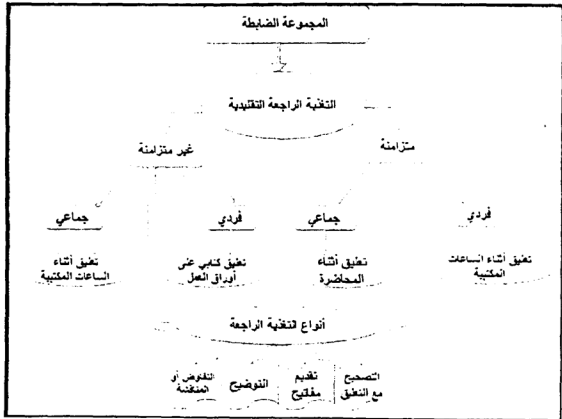 المجموعة الضابطة
التغذية الراجعة التقليدية
متزامنة
غير متزامنة
فردي
جماعي
فردي
جماعي
تعليق أثناء الساعات
المكتبية
تعليق أثناء
المحاضرة
تعليق كتابي على
أوراق العمل
تعليق أثناء
الساعات المكتبية
أنواع التغذية الراجعة
التصحيح
مع التعليق
تقديم
مفاتيح
التوضيح
التفاوض أو
المناقشة